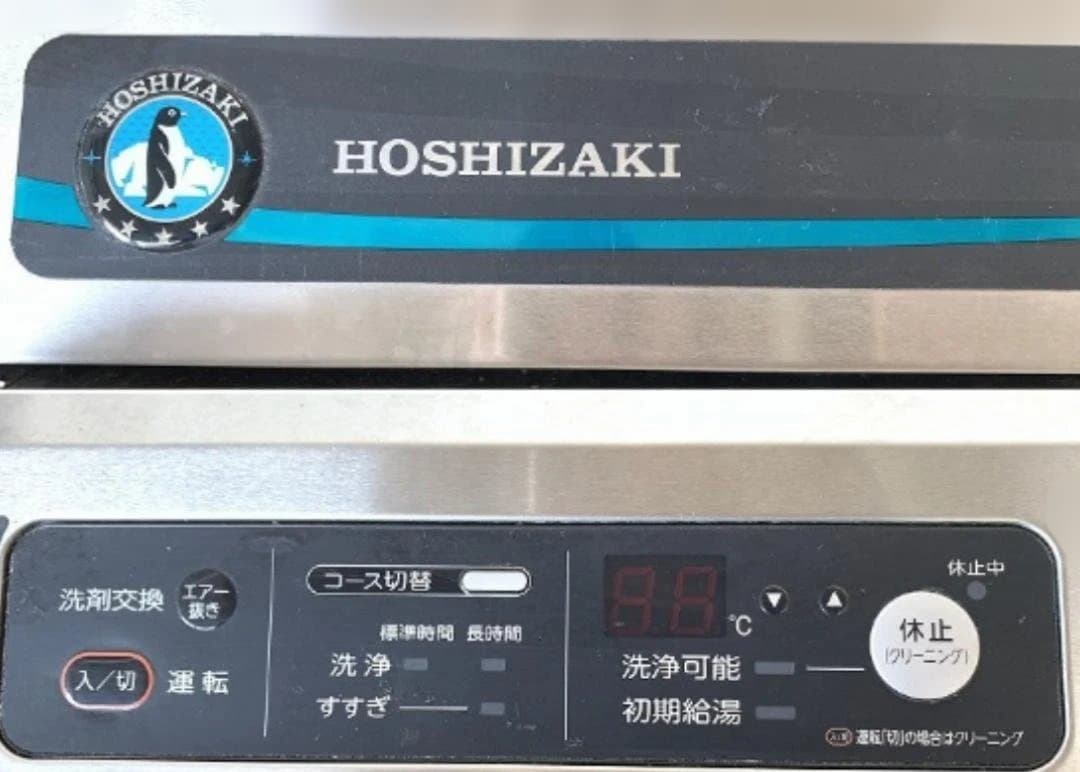 HOSHIZAKI
HOSHIZAKI
洗剤交換 エアー抜き
入/切 運転
コース切替
標準時間 長時間
洗浄
すすぎ
88℃
▼ ▲
洗浄可能
初期給湯
休止中
休止
(クリーニング)
入/切 運転「切」の場合はクリーニング